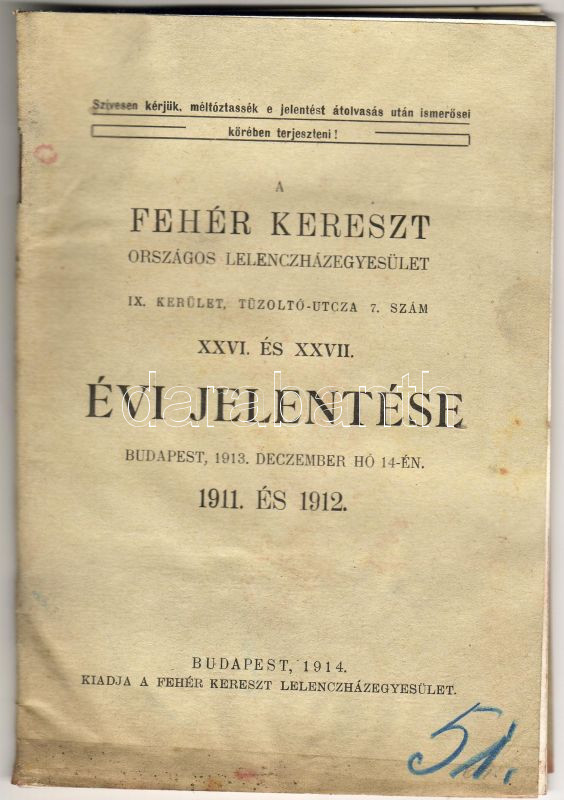 Szívesen kérjük, méltóztassék e jelentést átolvasás után ismerősei
körében terjeszteni!
A
FEHÉR KERESZT
ORSZÁGOS LELENCZHÁZEGYESÜLET
IX. KERÜLET, TŰZOLTÓ-UTCZA 7. SZÁM
XXVI. ÉS XXVII.
ÉVI JELENTÉSE
darabanth
BUDAPEST, 1913. DECZEMBER HÓ 14-ÉN.
1911. ÉS 1912.
BUDAPEST, 1914.
KIADJA A FEHÉR KERESZT LELENCZHÁZEGYESÜLET.
51.